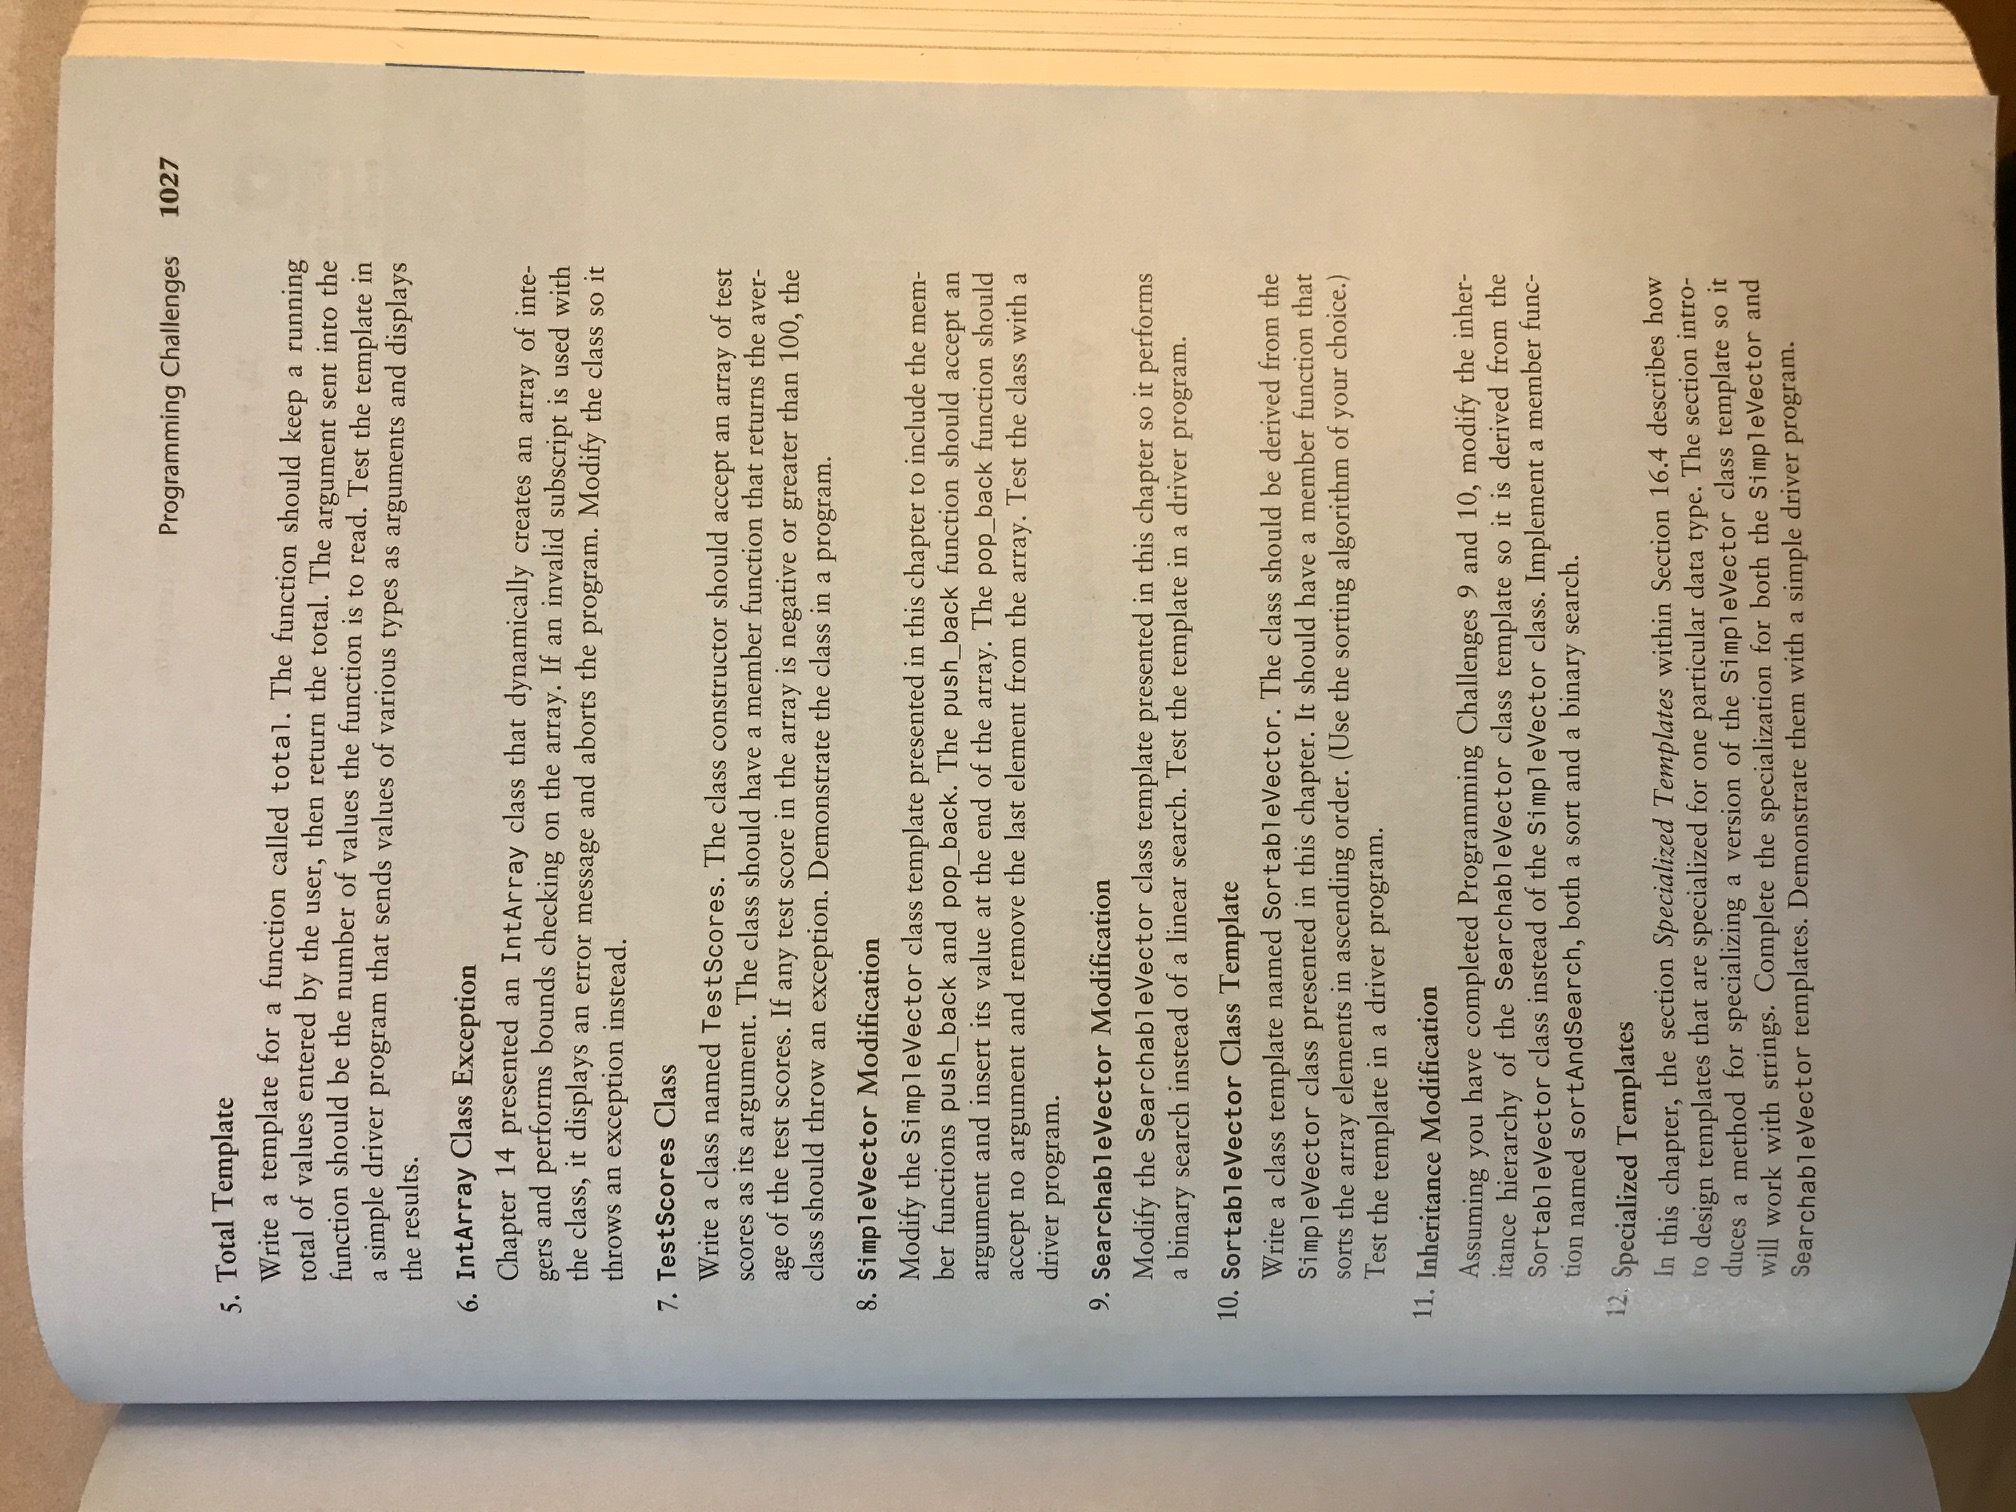 Programming Challenges 1027
5. Total Template
Write a template for a function called total. The function should keep a running
total of values entered by the user, then return the total. The argument sent into the
function should be the number of values the function is to read. Test the template in
a simple driver program that sends values of various types as arguments and displays
the results.
6. IntArray Class Exception
Chapter 14 presented an IntArray class that dynamically creates an array of inte-
gers and performs bounds checking on the array. If an invalid subscript is used with
the class, it displays an error message and aborts the program. Modify the class so it
throws an exception instead.
7. TestScores Class
Write a class named TestScores. The class constructor should accept an array of test
scores as its argument. The class should have a member function that returns the aver-
age of the test scores. If any test score in the array is negative or greater than 100, the
class should throw an exception. Demonstrate the class in a program.
8. SimpleVector Modification
Modify the SimpleVector class template presented in this chapter to include the mem-
ber functions push_back and pop_back. The push_back function should accept an
argument and insert its value at the end of the array. The pop_back function should
accept no argument and remove the last element from the array. Test the class with a
driver program.
9. SearchableVector Modification
Modify the SearchableVector class template presented in this chapter so it performs
a binary search instead of a linear search. Test the template in a driver program.
10. SortableVector Class Template
Write a class template named SortableVector. The class should be derived from the
SimpleVector class presented in this chapter. It should have a member function that
sorts the array elements in ascending order. (Use the sorting algorithm of your choice.)
Test the template in a driver program.
11. Inheritance Modification
Assuming you have completed Programming Challenges 9 and 10, modify the inher-
itance hierarchy of the SearchableVector class template so it is derived from the
SortableVector class instead of the SimpleVector class. Implement a member func-
tion named sortAndSearch, both a sort and a binary search.
12. Specialized Templates
In this chapter, the section Specialized Templates within Section 16.4 describes how
to design templates that are specialized for one particular data type. The section intro-
duces a method for specializing a version of the SimpleVector class template so it
will work with strings. Complete the specialization for both the SimpleVector and
SearchableVector templates. Demonstrate them with a simple driver program.